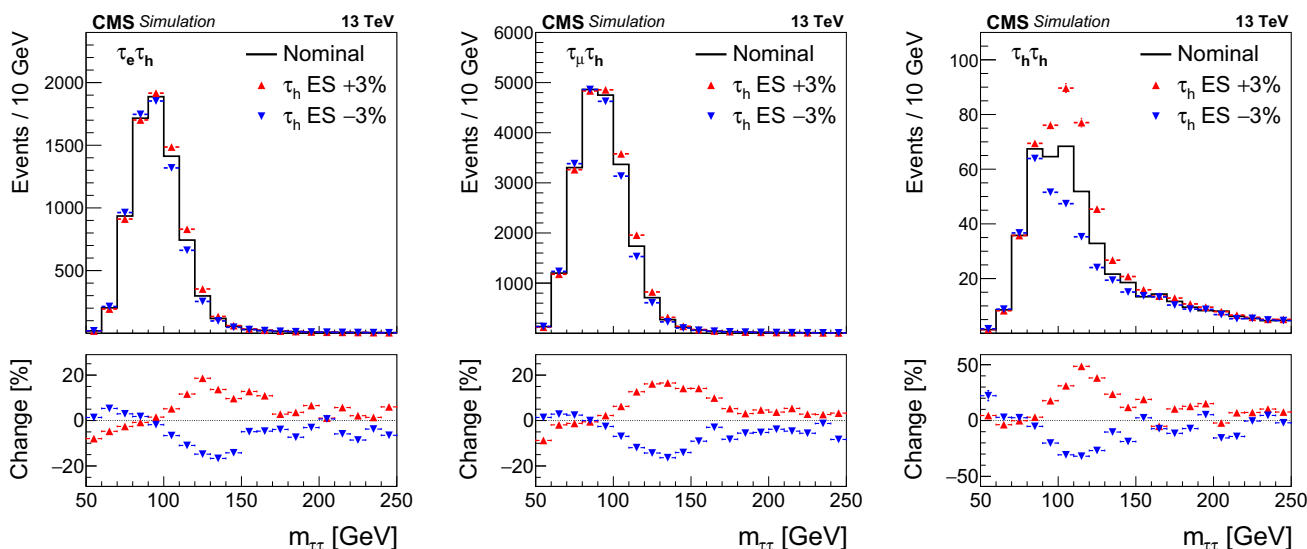 CMS Simulation 13 TeV
Events / 10 GeV
τeτh
Nominal
τh ES +3%
τh ES −3%
2000
1500
1000
500
Change [%]
20
0
−20
50 100 150 200 250
mττ [GeV]
CMS Simulation 13 TeV
Events / 10 GeV
τμτh
Nominal
τh ES +3%
τh ES −3%
6000
5000
4000
3000
2000
1000
Change [%]
20
0
−20
50 100 150 200 250
mττ [GeV]
CMS Simulation 13 TeV
Events / 10 GeV
τhτh
Nominal
τh ES +3%
τh ES −3%
100
80
60
40
20
Change [%]
50
0
−50
50 100 150 200 250
mττ [GeV]